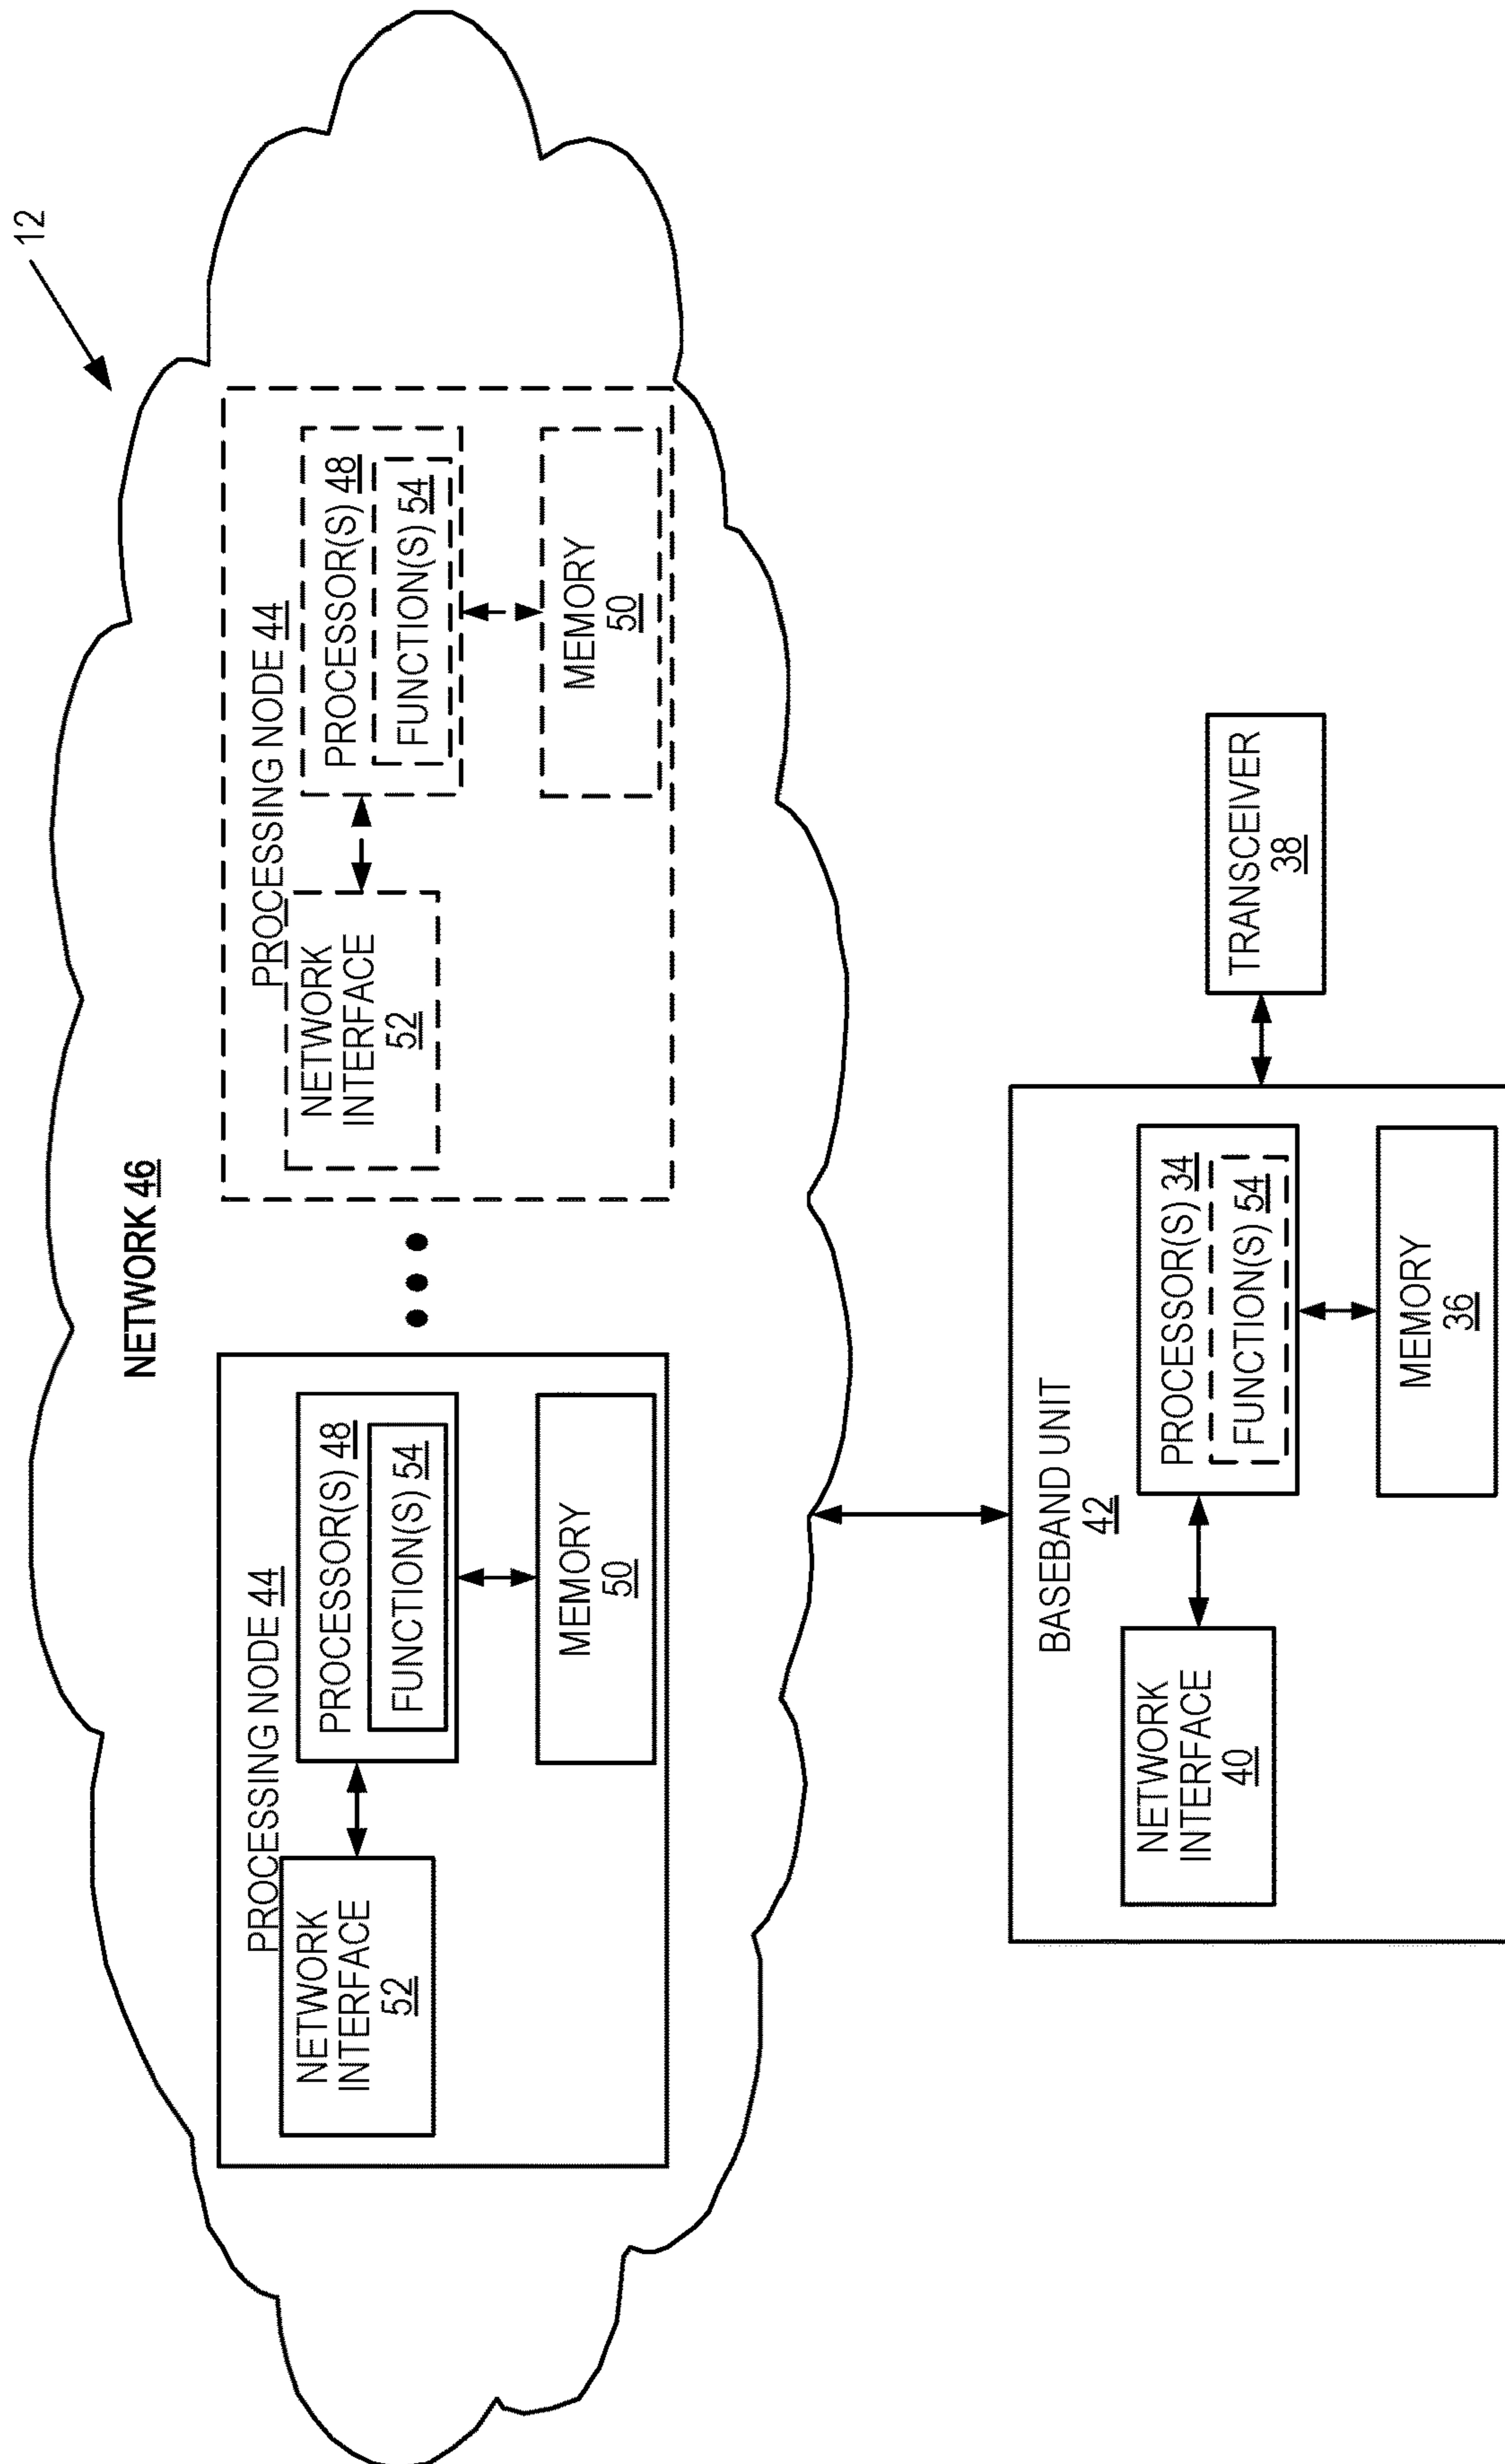 12
NETWORK 46
PROCESSING NODE 44
NETWORK
INTERFACE
52
PROCESSOR(S) 48
FUNCTION(S) 54
MEMORY
50
PROCESSING NODE 44
NETWORK
INTERFACE
52
PROCESSOR(S) 48
FUNCTION(S) 54
MEMORY
50
BASEBAND UNIT
42
NETWORK
INTERFACE
40
PROCESSOR(S) 34
FUNCTION(S) 54
MEMORY
36
TRANSCEIVER
38